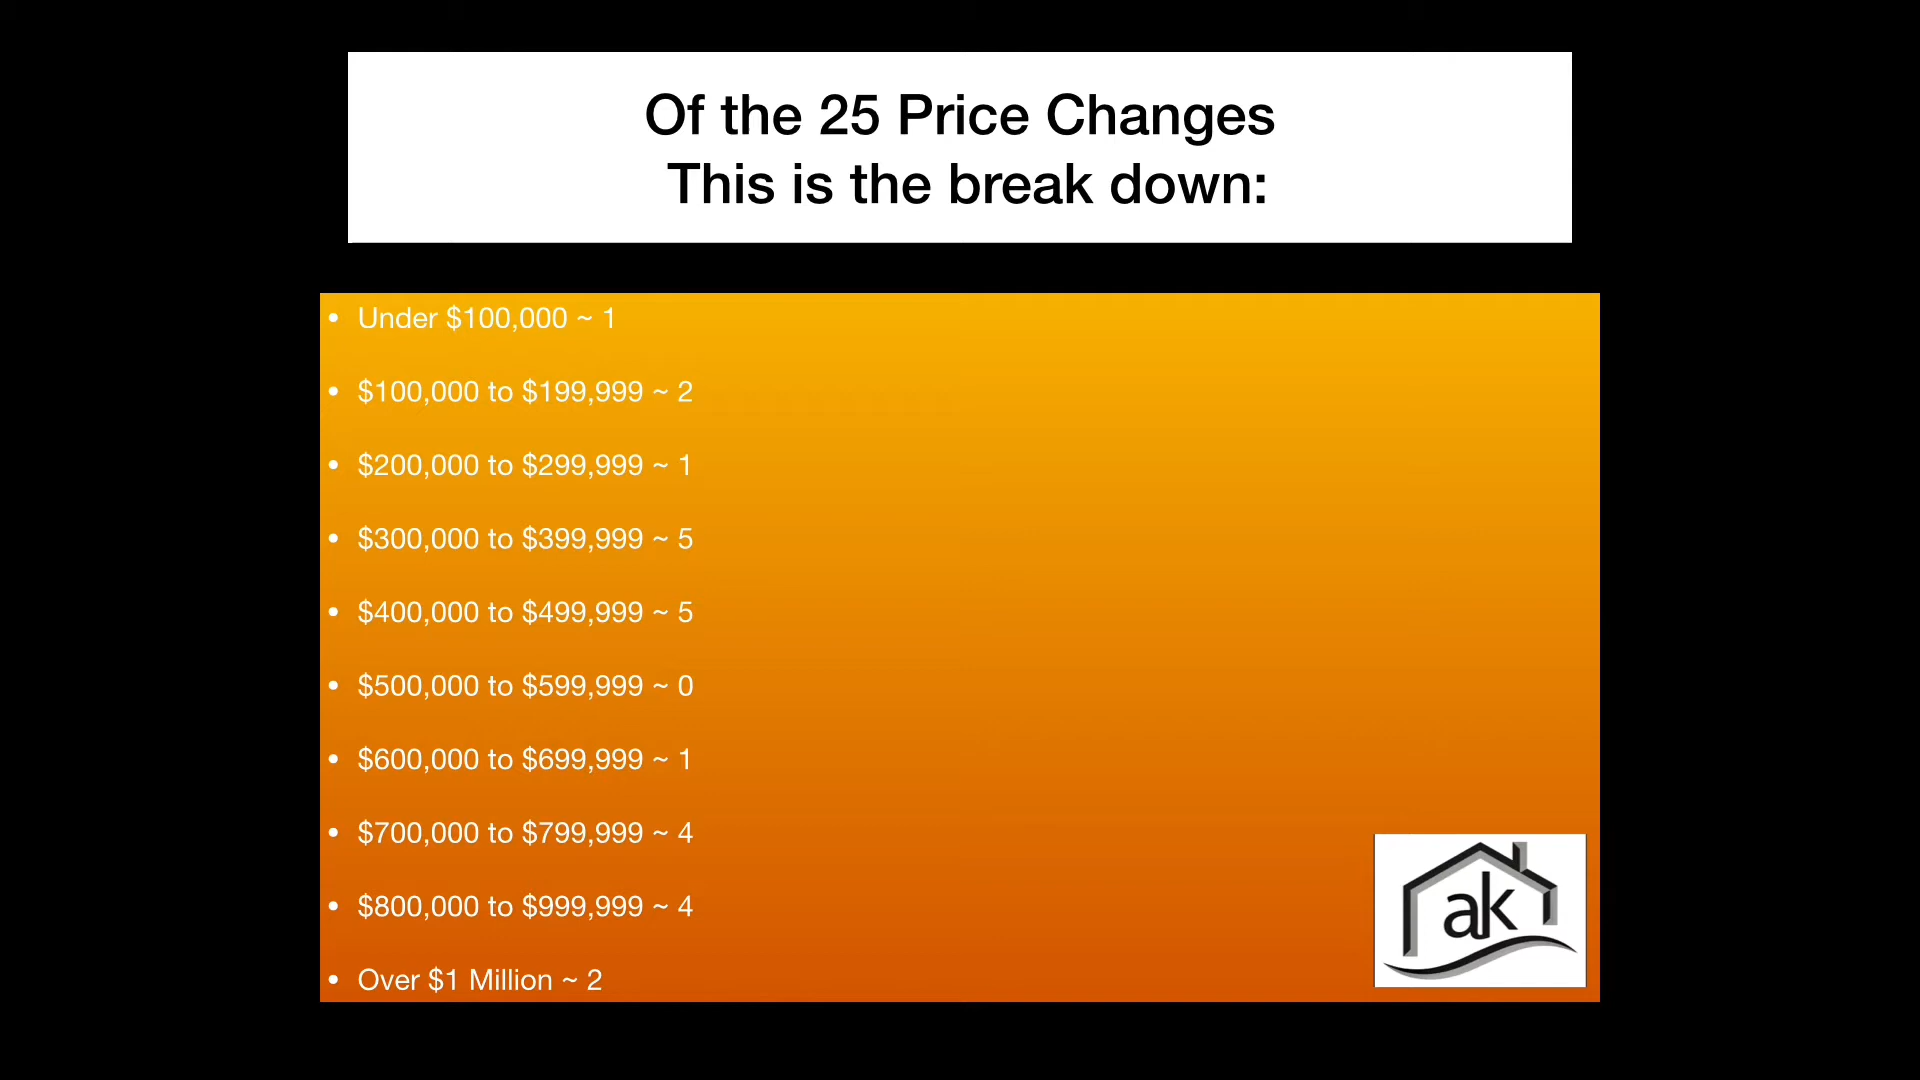 Of the 25 Price Changes
This is the break down:
• Under $100,000 ~ 1
• $100,000 to $199,999 ~ 2
• $200,000 to $299,999 ~ 1
• $300,000 to $399,999 ~ 5
• $400,000 to $499,999 ~ 5
• $500,000 to $599,999 ~ 0
• $600,000 to $699,999 ~ 1
• $700,000 to $799,999 ~ 4
• $800,000 to $999,999 ~ 4
• Over $1 Million ~ 2
ak